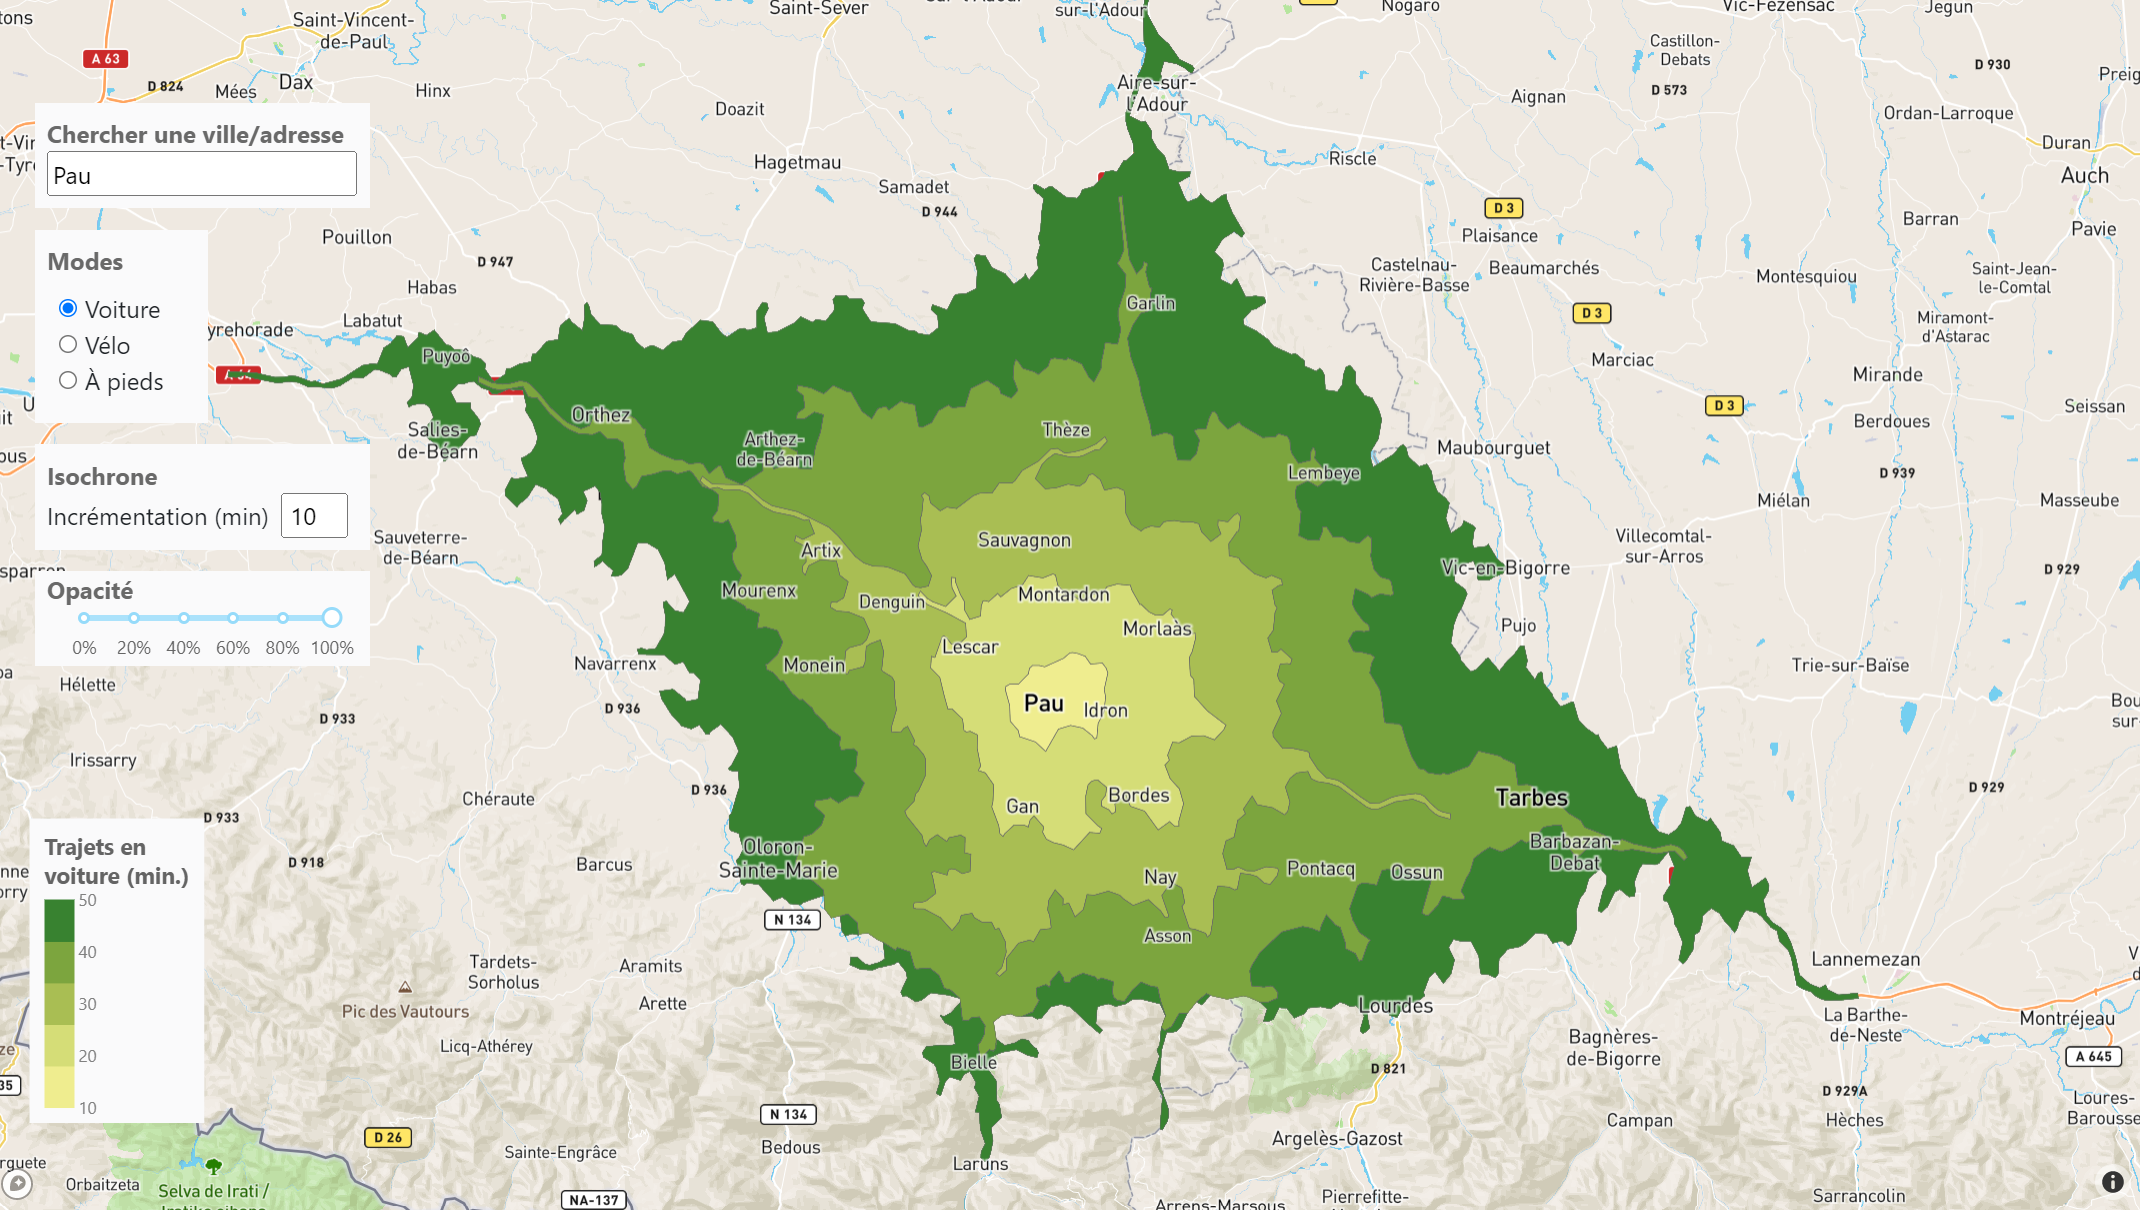 Saint-Vincent-
de-Paul
Saint-Sever
sur-l'Adour
Nogaro
Vic-Fezensac
Jegun
A 63
D 824
Mées
Dax
Hinx
Doazit
Aire-sur-
l'Adour
Castillon-
Debats
D 930
D 573
Aignan
Ordan-Larroque
Duran
Chercher une ville/adresse
Pau
Hagetmau
Samadet
D 944
Riscle
Auch
D 3
Plaisance
Barran
Pavie
Pouillon
D 947
Habas
Labatut
Modes
Voiture
Vélo
À pieds
Castelnau-
Rivière-Basse
Beaumarchés
Montesquiou
Saint-Jean-
le-Comtal
Garlin
D 3
Miramont-
d'Astarac
yrehorade
Puyoô
A 64
Marciac
Mirande
D 3
Seissan
Berdoues
Orthez
Salies-
de-Béarn
Arthez-
de-Béarn
Thèze
Lembeye
Maubourguet
D 939
Miélan
Masseube
Isochrone
Incrémentation (min)
10
Sauveterre-
de-Béarn
Artix
Sauvagnon
Vic-en-Bigorre
Villecomtal-
sur-Arros
D 929
Opacité
0%
20%
40%
60%
80%
100%
Mourenx
Denguin
Montardon
Morlaàs
Pujo
Lescar
Navarrenx
Monein
Trie-sur-Baïse
Hélette
D 933
D 936
Pau
Idron
Irissarry
Chéraute
D 936
Gan
Bordes
Tarbes
D 929
D 933
Trajets en
voiture (min.)
50
40
30
20
10
D 918
Barcus
Oloron-
Sainte-Marie
Nay
Pontacq
Ossun
Barbazan-
Debat
N 134
Asson
Tardets-
Sorholus
Aramits
Arette
Lannemezan
Pic des Vautours
Licq-Athérey
Lourdes
La Barthe-
de-Neste
Montréjeau
Bagnères-
de-Bigorre
A 645
Bielle
D 821
D 929A
Hèches
Loures-
Barousse
N 134
Campan
D 26
Sainte-Engrâce
Bedous
Laruns
Argelès-Gazost
Orbaitzeta
Selva de Irati /
NA-137
Arrens-Marsous
Pierrefitte-
Sarrancolin